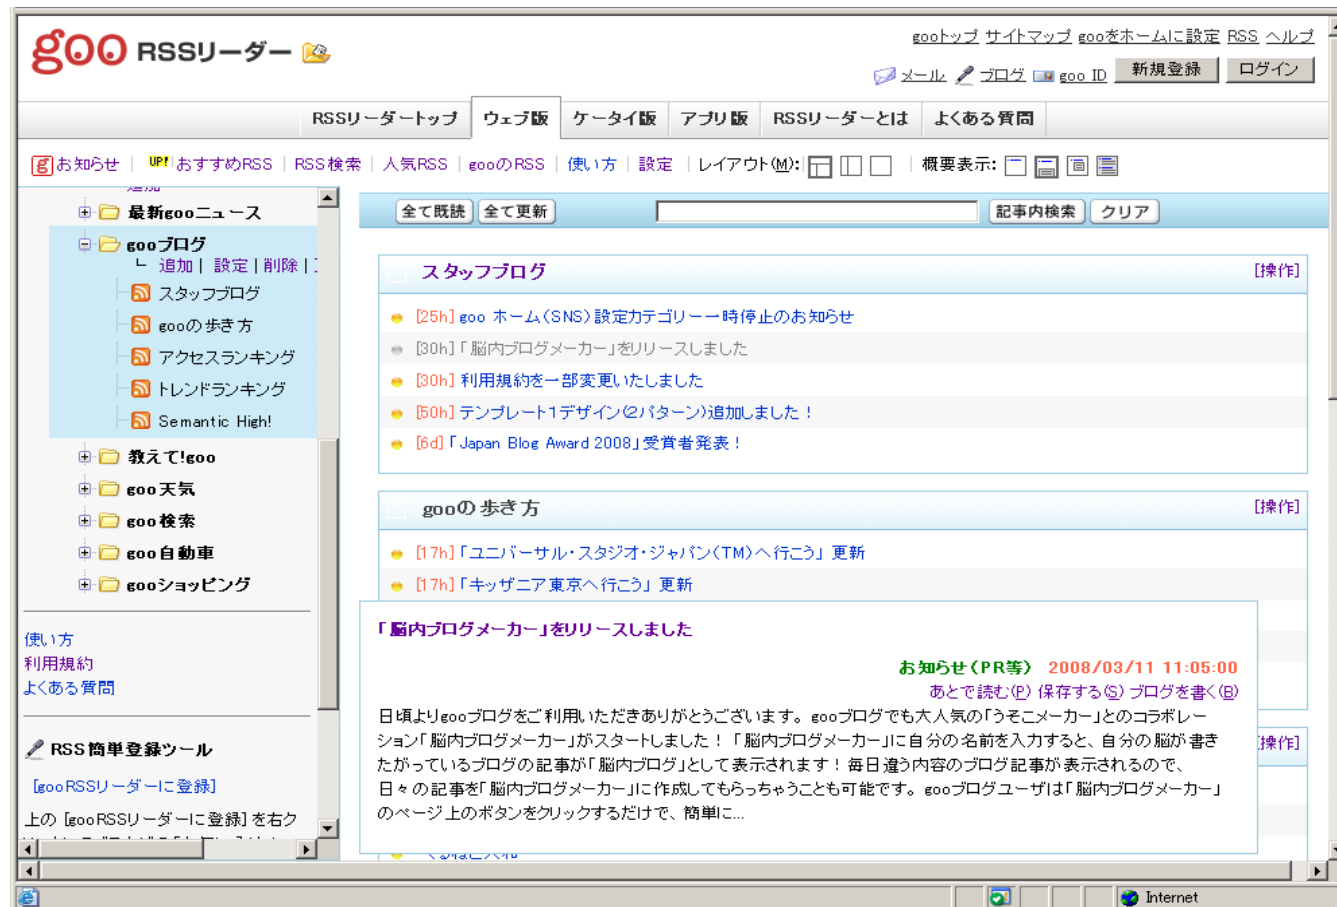 goo RSSリーダー
gooトップ サイトマップ gooをホームに設定 RSS ヘルプ
メール ブログ goo ID 新規登録 ログイン
RSSリーダートップ ウェブ版 ケータイ版 アプリ版 RSSリーダーとは よくある質問
g お知らせ | UP! おすすめRSS | RSS検索 | 人気RSS | gooのRSS | 使い方 | 設定 | レイアウト(M): | 概要表示:
追加
最新gooニュース
gooブログ
追加 | 設定 | 削除 |
スタッフブログ
gooの歩き方
アクセスランキング
トレンドランキング
Semantic High!
教えて!goo
goo天気
goo検索
goo自動車
gooショッピング
使い方
利用規約
よくある質問
RSS簡単登録ツール
[gooRSSリーダーに登録]
上の [gooRSSリーダーに登録] を右ク
全て既読 全て更新 記事内検索 クリア
スタッフブログ [操作]
[25h] goo ホーム(SNS)設定カテゴリー一時停止のお知らせ
[30h]「脳内ブログメーカー」をリリースしました
[30h] 利用規約を一部変更いたしました
[50h] テンプレート1デザイン(2パターン)追加しました!
[6d]「Japan Blog Award 2008」受賞者発表!
gooの歩き方 [操作]
[17h]「ユニバーサル・スタジオ・ジャパン(TM)へ行こう」 更新
[17h]「キッザニア東京へ行こう」 更新
「脳内ブログメーカー」をリリースしました
お知らせ(PR等) 2008/03/11 11:05:00
あとで読む(P) 保存する(S) ブログを書く(B)
日頃よりgooブログをご利用いただきありがとうございます。gooブログでも大人気の「うそこメーカー」とのコラボレー
ション「脳内ブログメーカー」がスタートしました!「脳内ブログメーカー」に自分の名前を入力すると、自分の脳が書き
たがっているブログの記事が「脳内ブログ」として表示されます!毎日違う内容のブログ記事が表示されるので、
日々の記事を「脳内ブログメーカー」に作成してもらっちゃうことも可能です。gooブログユーザは「脳内ブログメーカー」
のページ上のボタンをクリックするだけで、簡単に...
操作]
Internet